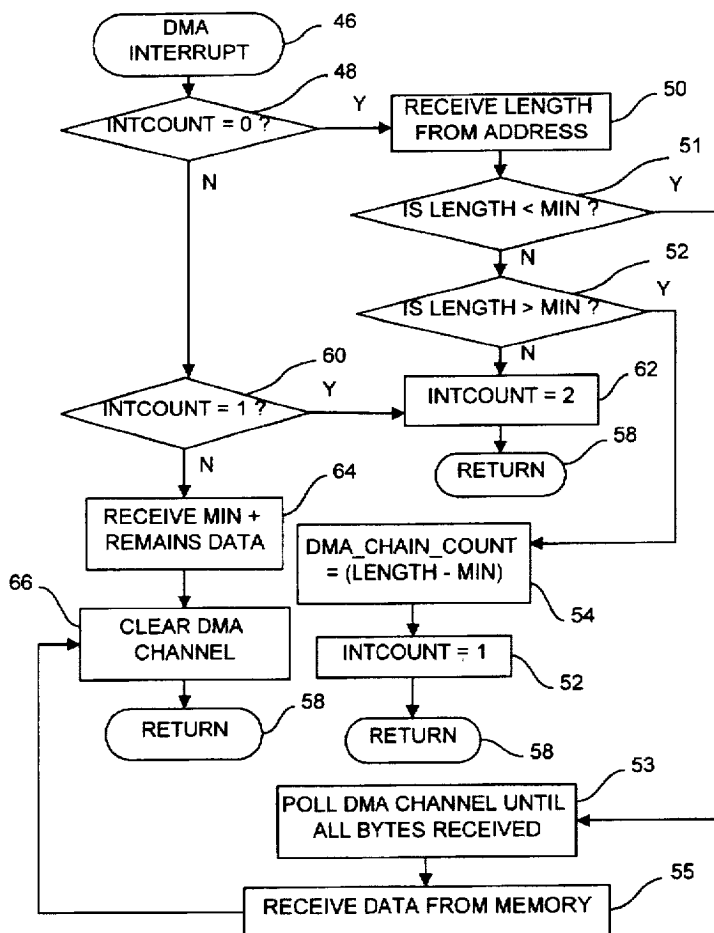 DMA
INTERRUPT
46
48
INTCOUNT = 0 ?
Y
N
RECEIVE LENGTH
FROM ADDRESS
50
51
IS LENGTH < MIN ?
Y
N
52
IS LENGTH > MIN ?
Y
N
60
INTCOUNT = 1 ?
Y
N
INTCOUNT = 2
62
RETURN
58
64
RECEIVE MIN +
REMAINS DATA
DMA_CHAIN_COUNT
= (LENGTH - MIN)
54
66
CLEAR DMA
CHANNEL
INTCOUNT = 1
52
RETURN
58
RETURN
58
53
POLL DMA CHANNEL UNTIL
ALL BYTES RECEIVED
55
RECEIVE DATA FROM MEMORY